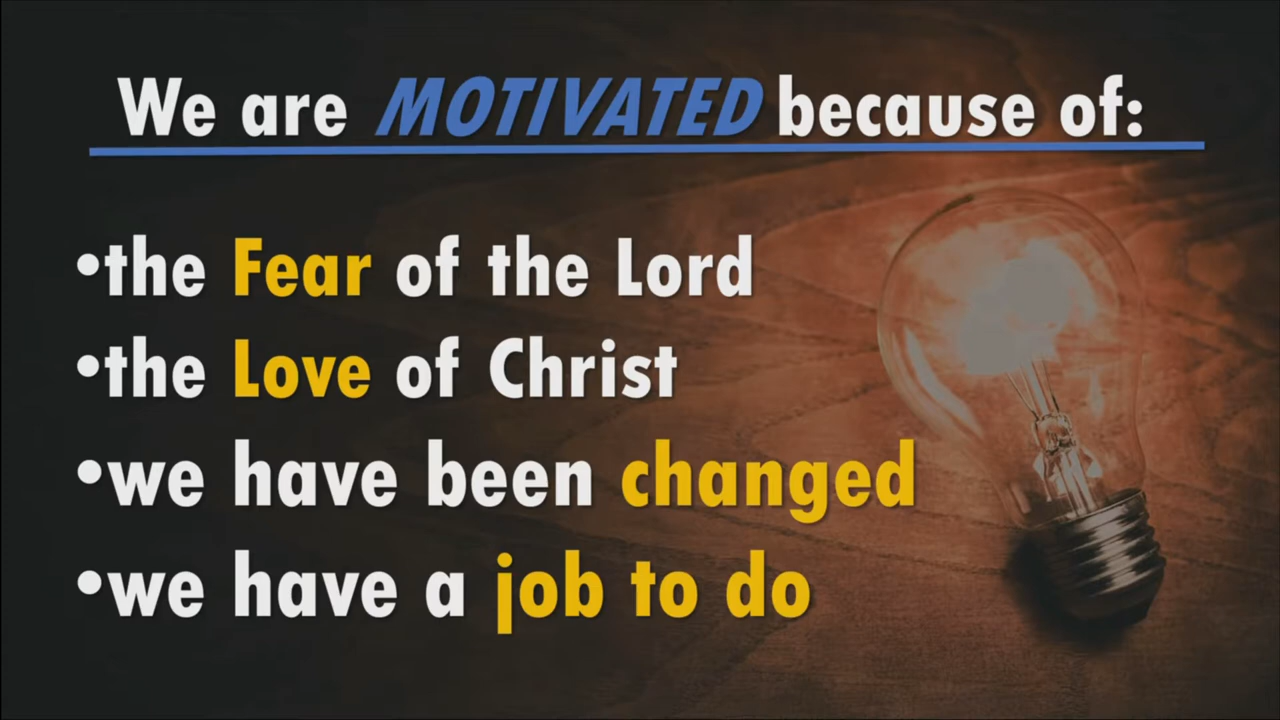 We are MOTIVATED because of:
•the Fear of the Lord
•the Love of Christ
•we have been changed
•we have a job to do